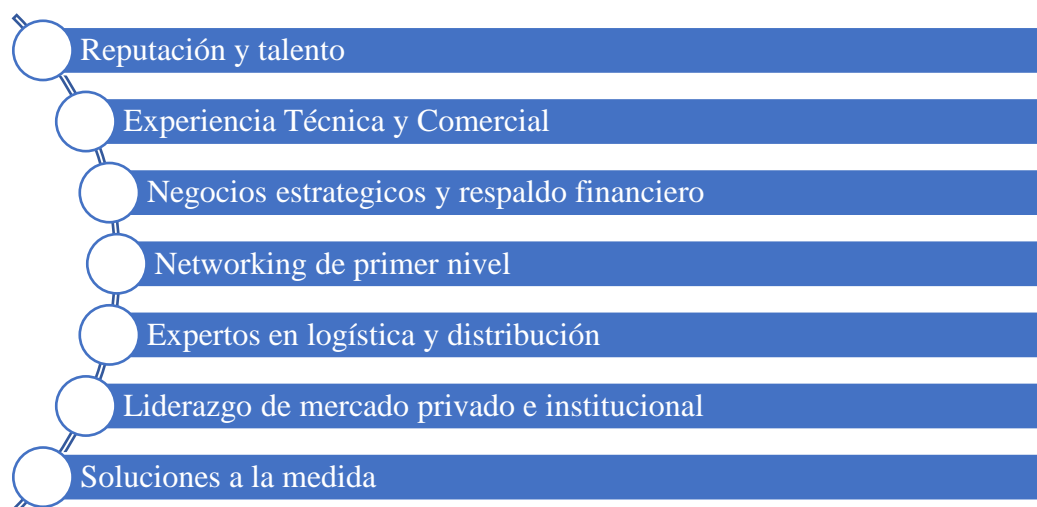 Reputación y talento
Experiencia Técnica y Comercial
Negocios estrategicos y respaldo financiero
Networking de primer nivel
Expertos en logística y distribución
Liderazgo de mercado privado e institucional
Soluciones a la medida